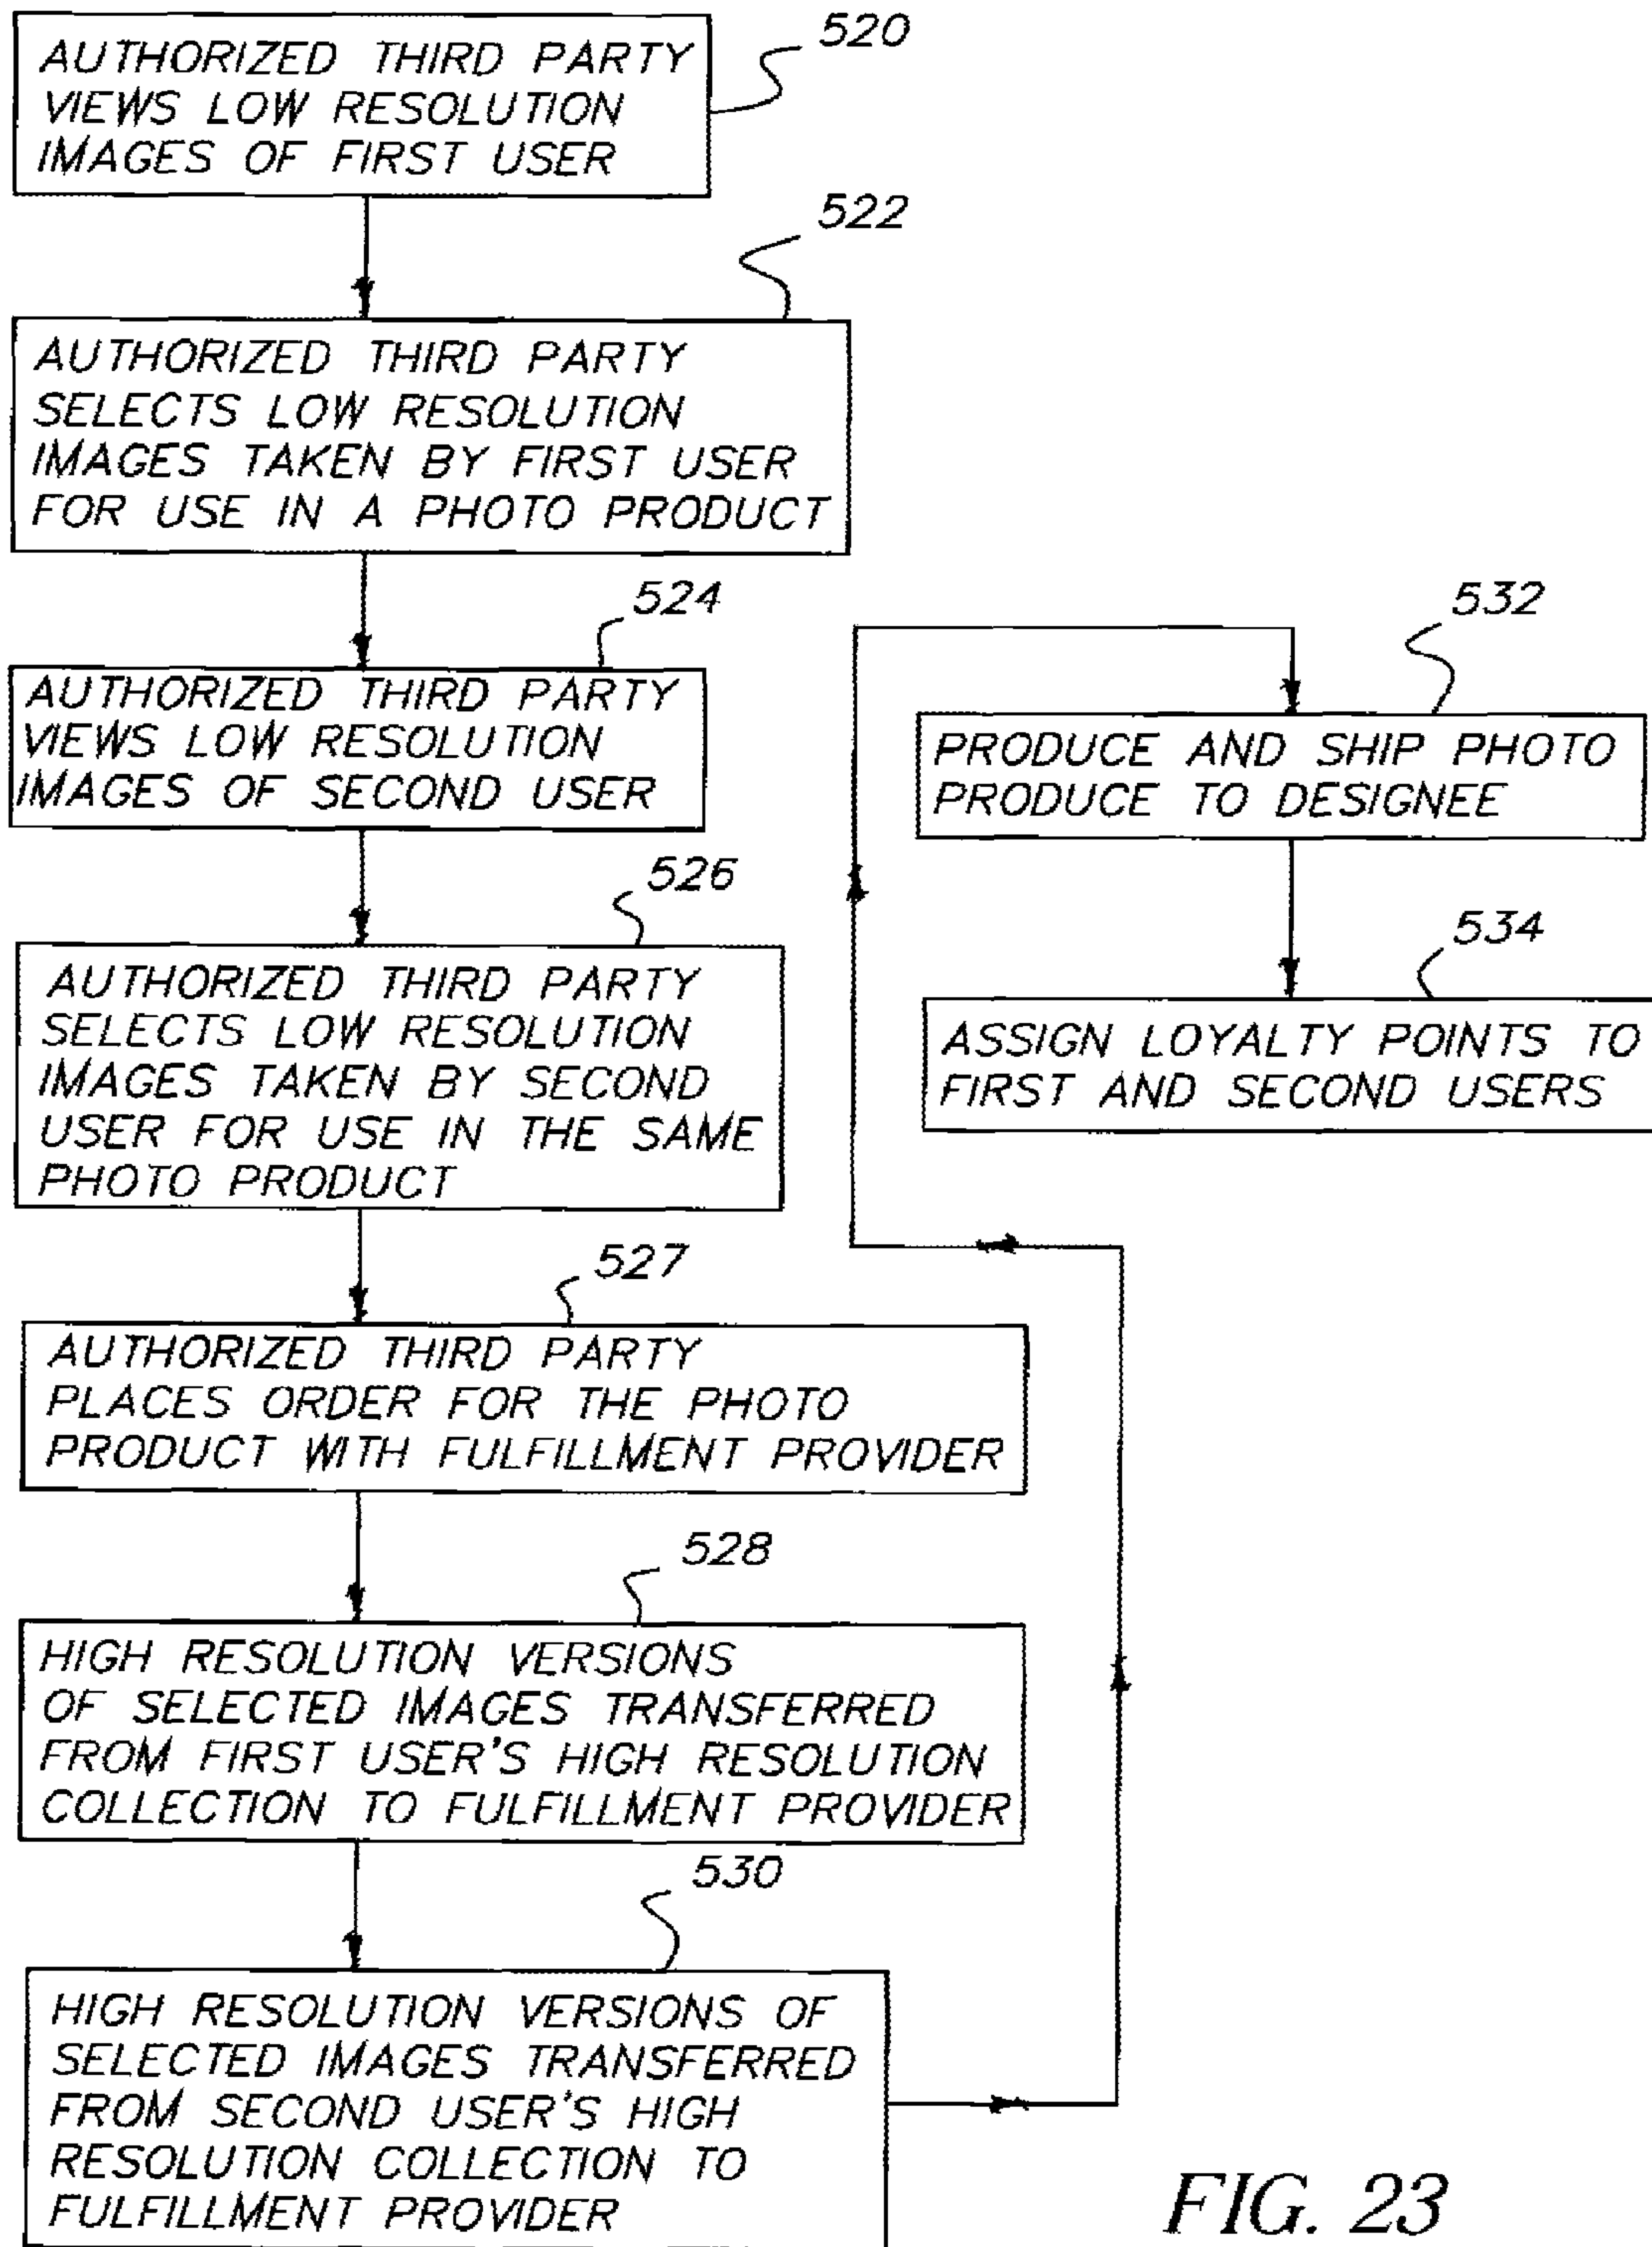 520
AUTHORIZED THIRD PARTY
VIEWS LOW RESOLUTION
IMAGES OF FIRST USER
522
AUTHORIZED THIRD PARTY
SELECTS LOW RESOLUTION
IMAGES TAKEN BY FIRST USER
FOR USE IN A PHOTO PRODUCT
524
AUTHORIZED THIRD PARTY
VIEWS LOW RESOLUTION
IMAGES OF SECOND USER
526
AUTHORIZED THIRD PARTY
SELECTS LOW RESOLUTION
IMAGES TAKEN BY SECOND
USER FOR USE IN THE SAME
PHOTO PRODUCT
527
AUTHORIZED THIRD PARTY
PLACES ORDER FOR THE PHOTO
PRODUCT WITH FULFILLMENT PROVIDER
528
HIGH RESOLUTION VERSIONS
OF SELECTED IMAGES TRANSFERRED
FROM FIRST USER'S HIGH RESOLUTION
COLLECTION TO FULFILLMENT PROVIDER
530
HIGH RESOLUTION VERSIONS OF
SELECTED IMAGES TRANSFERRED
FROM SECOND USER'S HIGH
RESOLUTION COLLECTION TO
FULFILLMENT PROVIDER
532
PRODUCE AND SHIP PHOTO
PRODUCE TO DESIGNEE
534
ASSIGN LOYALTY POINTS TO
FIRST AND SECOND USERS
FIG. 23